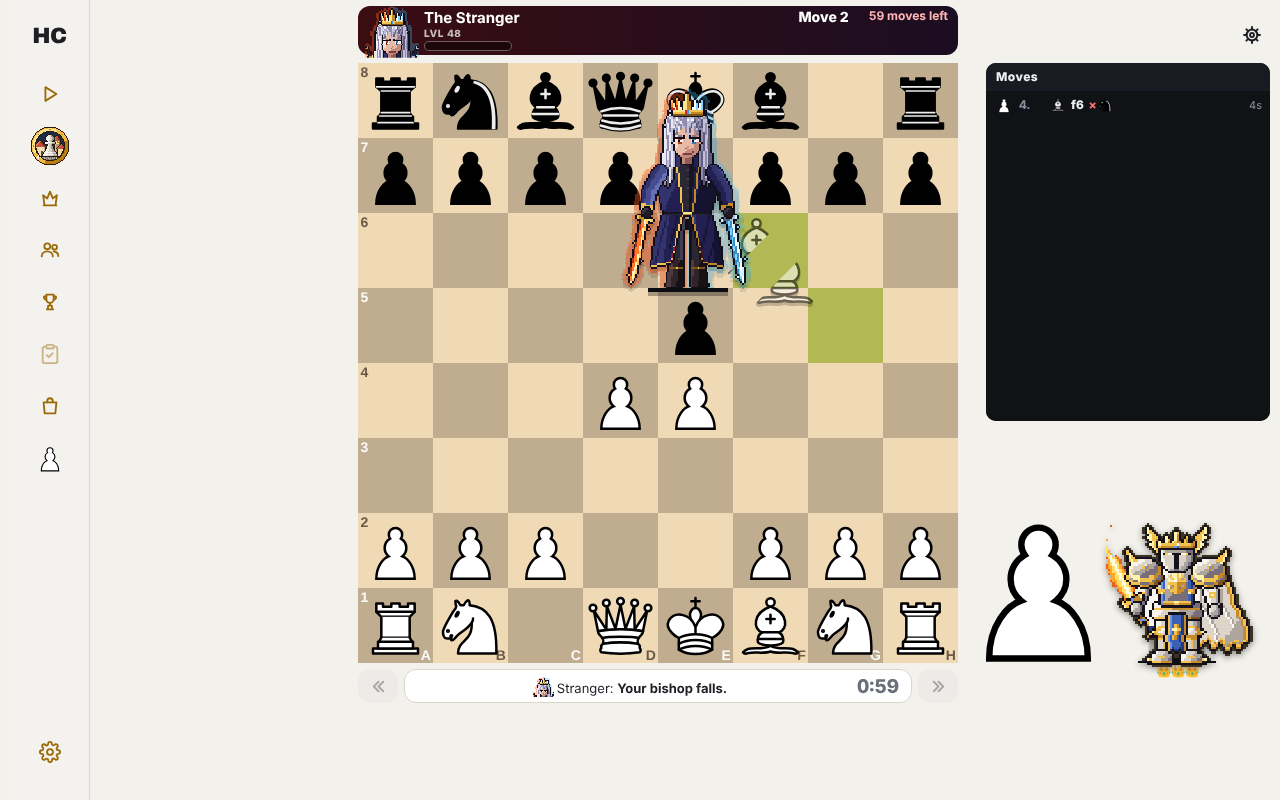 HC
The Stranger
LVL 48
Move 2
59 moves left
Moves
4. f6 ×
4s
8
7
6
5
4
3
2
1
A B C D E F G H
Stranger: Your bishop falls.
0:59